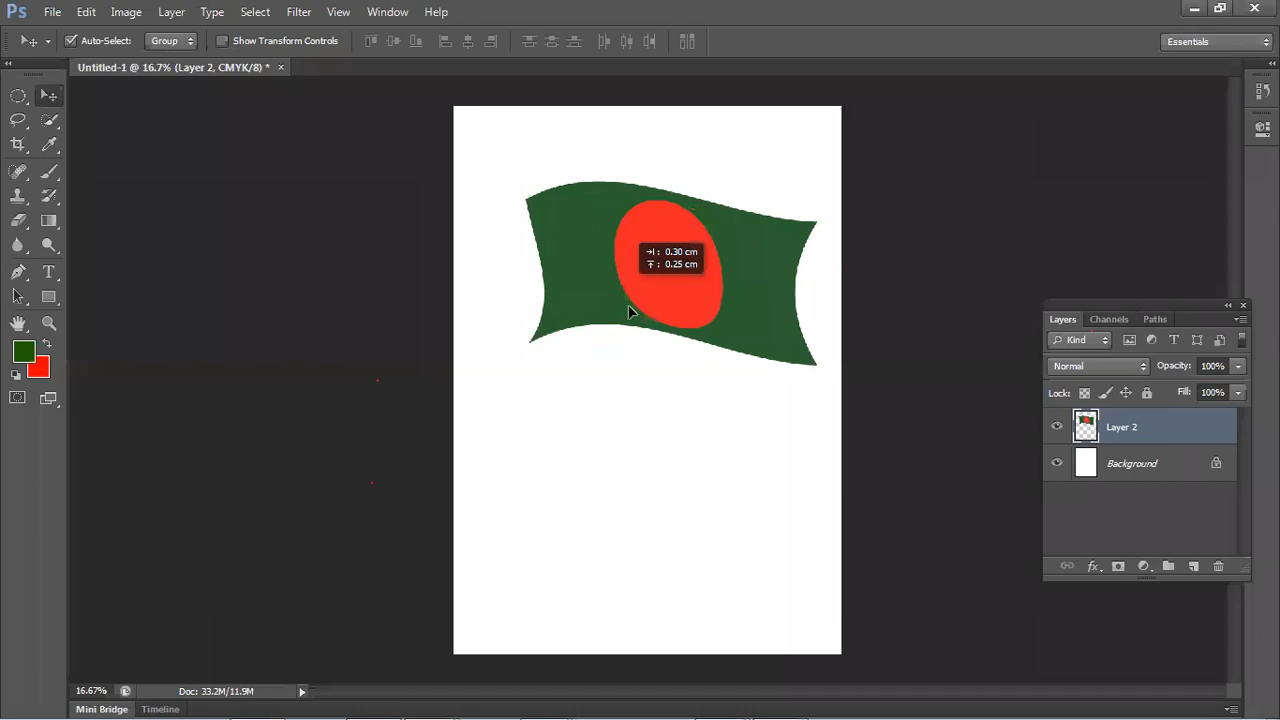 Ps File Edit Image Layer Type Select Filter View Window Help
Auto-Select: Group Show Transform Controls Essentials
Untitled-1 @ 16.7% (Layer 2, CMYK/8) * ×
→|: 0.30 cm
0.25 cm
Layers Channels Paths
Kind T
Normal Opacity: 100%
Lock: Fill: 100%
Layer 2
Background
fx
T
16.67% Doc: 33.2M/11.9M
Mini Bridge Timeline